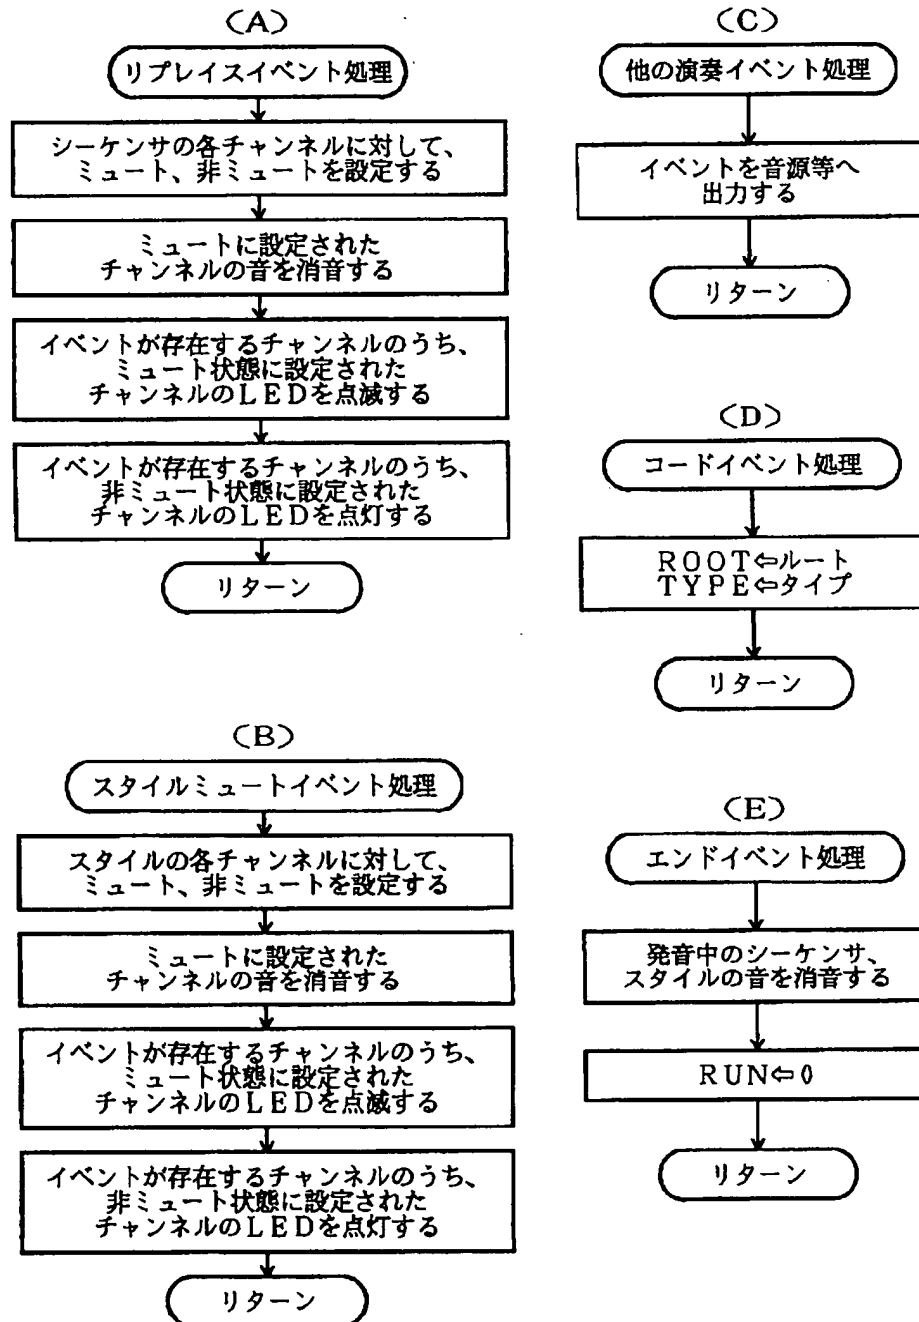 (A)
リプレイスイベント処理
シーケンサの各チャンネルに対して、
ミュート、非ミュートを設定する
ミュートに設定された
チャンネルの音を消音する
イベントが存在するチャンネルのうち、
ミュート状態に設定された
チャンネルのLEDを点滅する
イベントが存在するチャンネルのうち、
非ミュート状態に設定された
チャンネルのLEDを点灯する
リターン
(B)
スタイルミュートイベント処理
スタイルの各チャンネルに対して、
ミュート、非ミュートを設定する
ミュートに設定された
チャンネルの音を消音する
イベントが存在するチャンネルのうち、
ミュート状態に設定された
チャンネルのLEDを点滅する
イベントが存在するチャンネルのうち、
非ミュート状態に設定された
チャンネルのLEDを点灯する
リターン
(C)
他の演奏イベント処理
イベントを音源等へ
出力する
リターン
(D)
コードイベント処理
ROOT⇦ルート
TYPE⇦タイプ
リターン
(E)
エンドイベント処理
発音中のシーケンサ、
スタイルの音を消音する
RUN⇦0
リターン